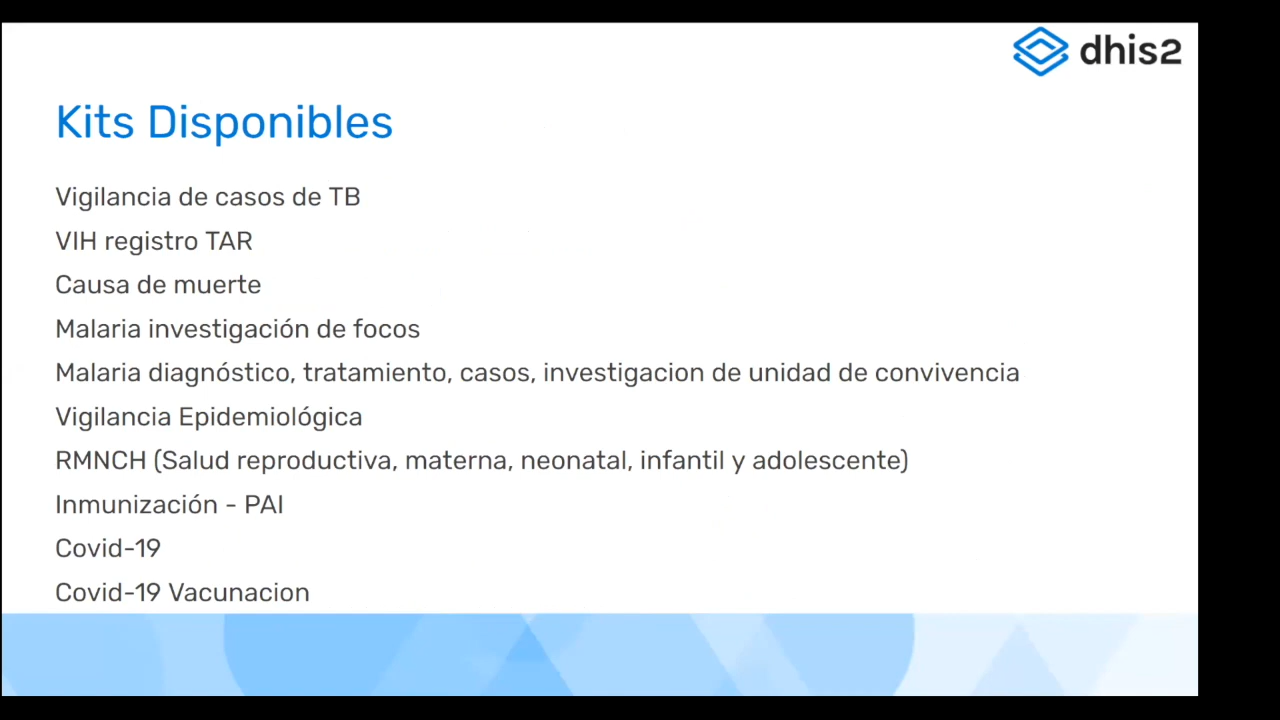 dhis2
Kits Disponibles
Vigilancia de casos de TB
VIH registro TAR
Causa de muerte
Malaria investigación de focos
Malaria diagnóstico, tratamiento, casos, investigacion de unidad de convivencia
Vigilancia Epidemiológica
RMNCH (Salud reproductiva, materna, neonatal, infantil y adolescente)
Inmunización - PAI
Covid-19
Covid-19 Vacunacion